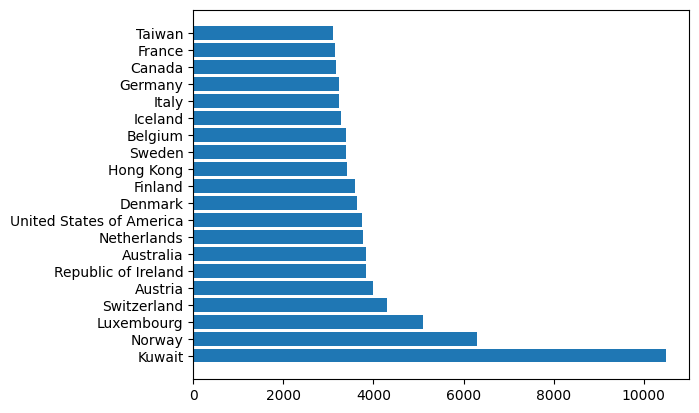 Taiwan
France
Canada
Germany
Italy
Iceland
Belgium
Sweden
Hong Kong
Finland
Denmark
United States of America
Netherlands
Australia
Republic of Ireland
Austria
Switzerland
Luxembourg
Norway
Kuwait
0 2000 4000 6000 8000 10000